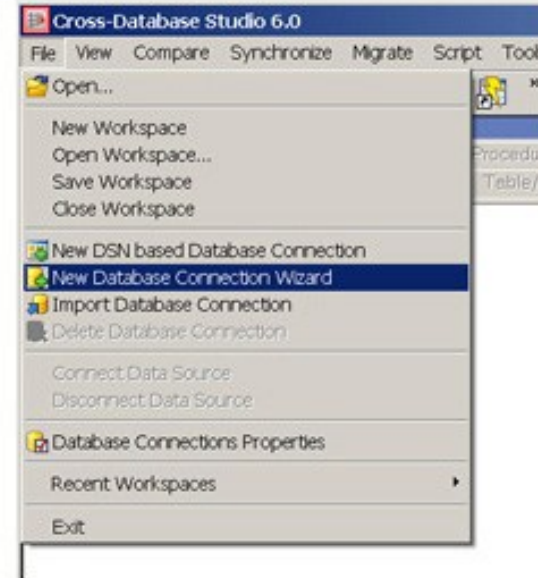 Cross-Database Studio 6.0
File View Compare Synchronize Migrate Script
Open...
New Workspace
Open Workspace...
Save Workspace
Close Workspace
New DSN based Database Connection
New Database Connection Wizard
Import Database Connection
Delete Database Connection
Connect Data Source
Disconnect Data Source
Database Connections Properties
Recent Workspaces
Exit
Table/